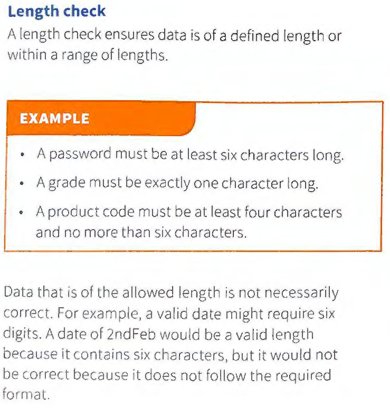 Length check
A length check ensures data is of a defined length or
within a range of lengths.
EXAMPLE
• A password must be at least six characters long.
• A grade must be exactly one character long.
• A product code must be at least four characters
and no more than six characters.
Data that is of the allowed length is not necessarily
correct. For example, a valid date might require six
digits. A date of 2ndFeb would be a valid length
because it contains six characters, but it would not
be correct because it does not follow the required
format.